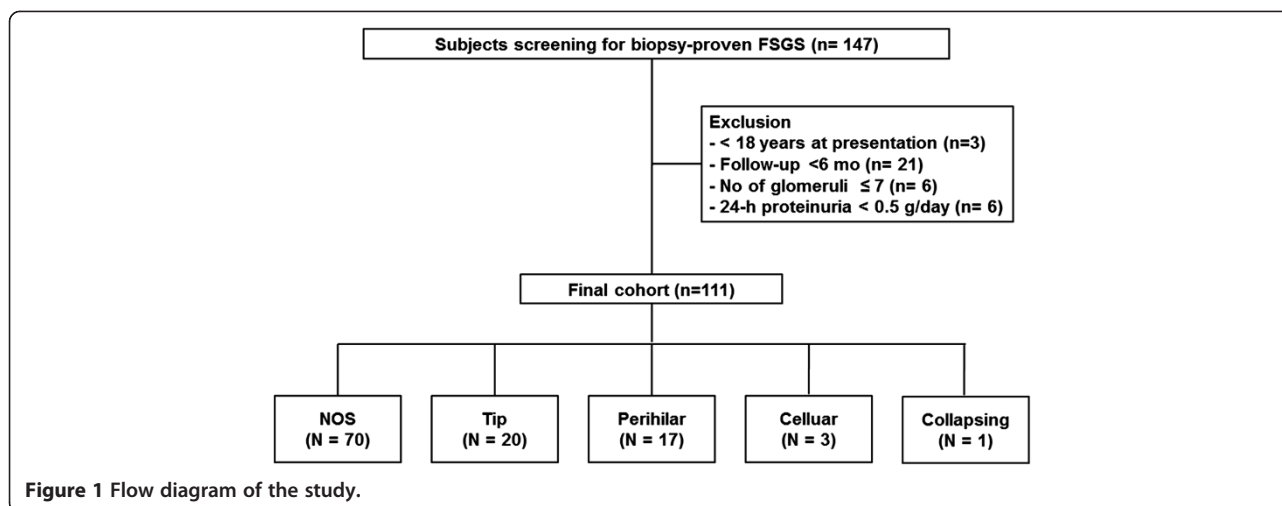 Subjects screening for biopsy-proven FSGS (n= 147)
Exclusion
- < 18 years at presentation (n=3)
- Follow-up <6 mo (n= 21)
- No of glomeruli ≤ 7 (n= 6)
- 24-h proteinuria < 0.5 g/day (n= 6)
Final cohort (n=111)
NOS
(N = 70)
Tip
(N = 20)
Perihilar
(N = 17)
Celluar
(N = 3)
Collapsing
(N = 1)
Figure 1 Flow diagram of the study.